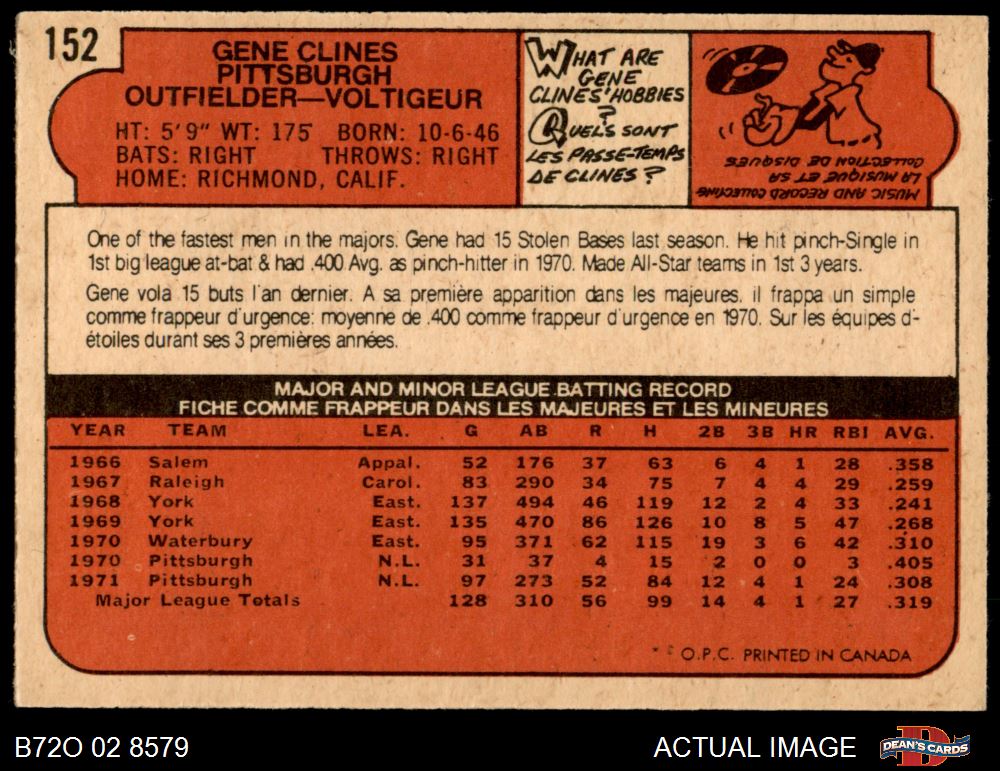 152
GENE CLINES
PITTSBURGH
OUTFIELDER—VOLTIGEUR
HT: 5'9" WT: 175 BORN: 10-6-46
BATS: RIGHT THROWS: RIGHT
HOME: RICHMOND, CALIF.
WHAT ARE
GENE
CLINES' HOBBIES
?
QUELS SONT
LES PASSE-TEMPS
DE CLINES ?
MUSIC AND RECORD COLLECTING
LA MUSIQUE ET SA
COLLECTION DE DISQUES
One of the fastest men in the majors. Gene had 15 Stolen Bases last season. He hit pinch-Single in
1st big league at-bat & had .400 Avg. as pinch-hitter in 1970. Made All-Star teams in 1st 3 years.
Gene vola 15 buts l'an dernier. A sa première apparition dans les majeures, il frappa un simple
comme frappeur d'urgence: moyenne de .400 comme frappeur d'urgence en 1970. Sur les équipes d-
étoiles durant ses 3 premières années.
MAJOR AND MINOR LEAGUE BATTING RECORD
FICHE COMME FRAPPEUR DANS LES MAJEURES ET LES MINEURES
YEAR TEAM LEA. G AB R H 2B 3B HR RBI AVG.
1966 Salem Appal. 52 176 37 63 6 4 1 28 .358
1967 Raleigh Carol. 83 290 34 75 7 4 4 29 .259
1968 York East. 137 494 46 119 12 2 4 33 .241
1969 York East. 135 470 86 126 10 8 5 47 .268
1970 Waterbury East. 95 371 62 115 19 3 6 42 .310
1970 Pittsburgh N.L. 31 37 4 15 2 0 0 3 .405
1971 Pittsburgh N.L. 97 273 52 84 12 4 1 24 .308
Major League Totals 128 310 56 99 14 4 1 27 .319
O.P.C. PRINTED IN CANADA
B72O 02 8579
ACTUAL IMAGE
DEAN'S CARDS